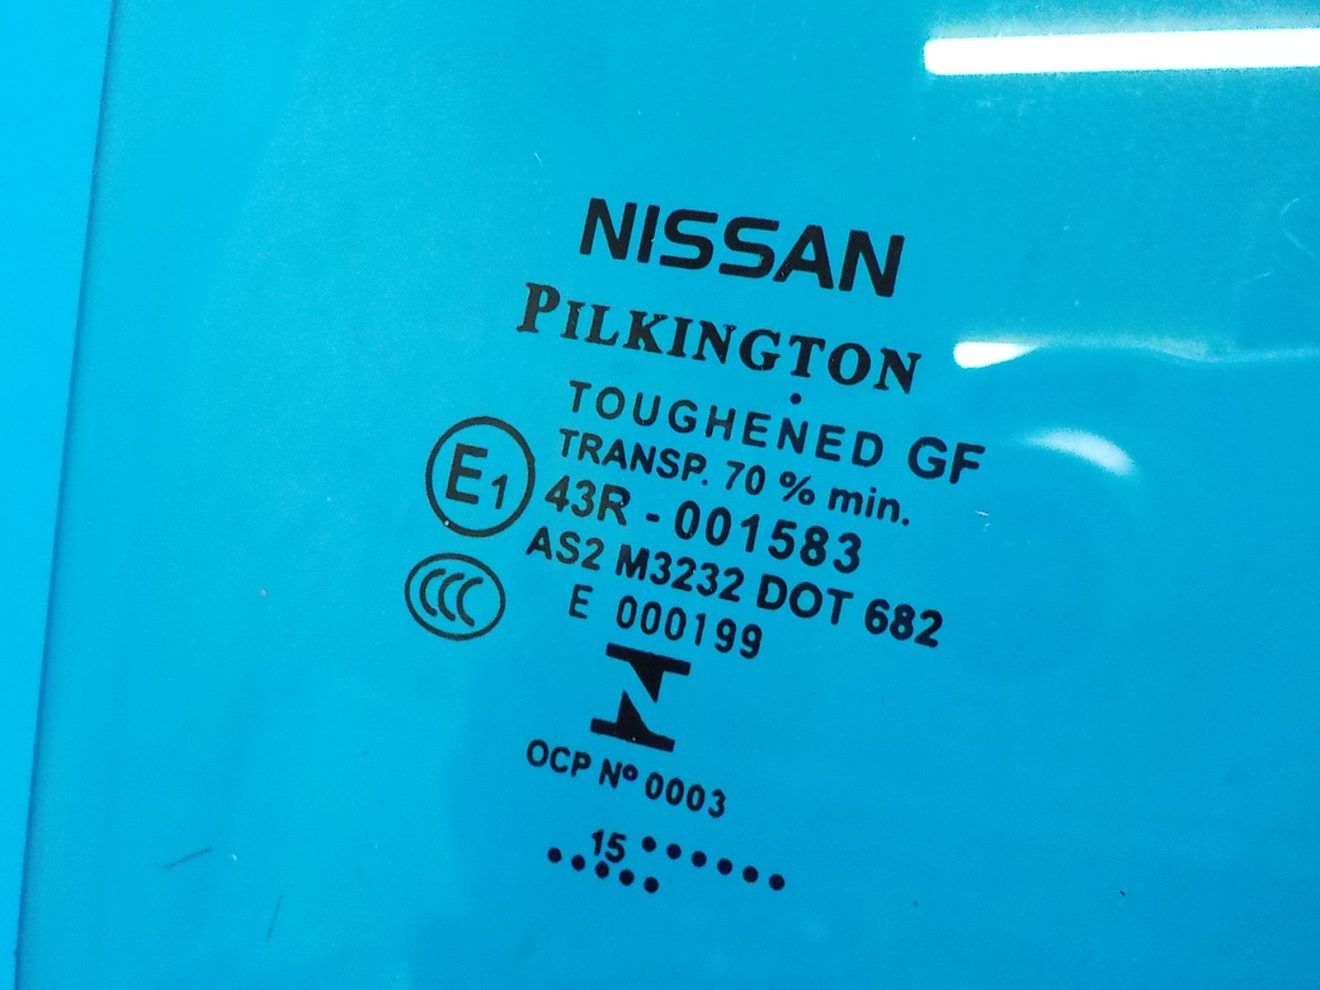 NISSAN
PILKINGTON
TOUGHENED GF
TRANSP. 70 % min.
E1 43R - 001583
AS2 M3232 DOT 682
CCC E 000199
OCP Nº 0003
15